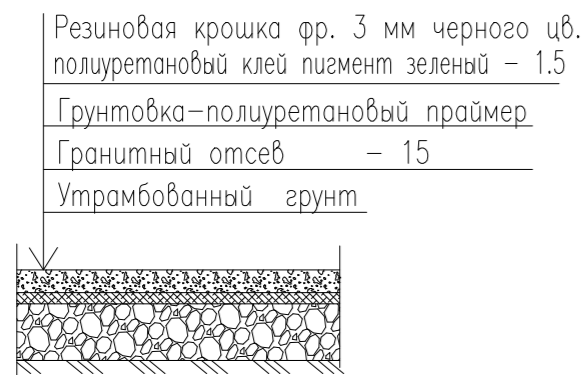 Резиновая крошка фр. 3 мм черного цв.
полиуретановый клей пигмент зеленый – 1.5
Грунтовка–полиуретановый праймер
Гранитный отсев – 15
Утрамбованный грунт